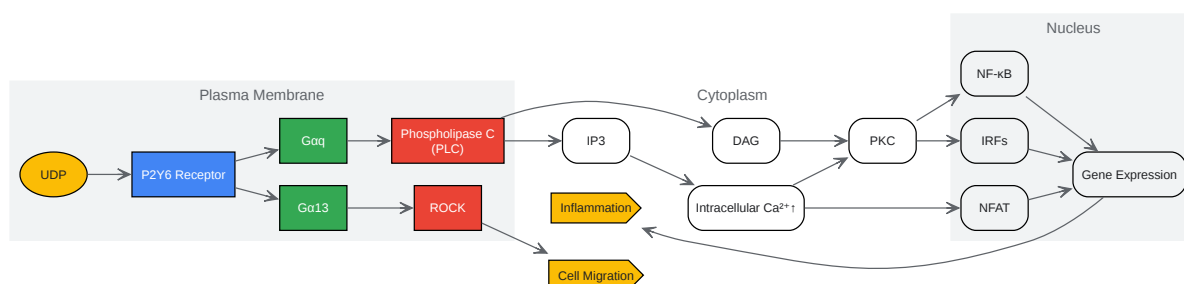 Nucleus
Plasma Membrane
Cytoplasm
NF-κB
Gαq
Phospholipase C
(PLC)
IP3
DAG
PKC
IRFs
UDP
P2Y6 Receptor
Gene Expression
Gα13
ROCK
Inflammation
Intracellular Ca²⁺↑
NFAT
Cell Migration